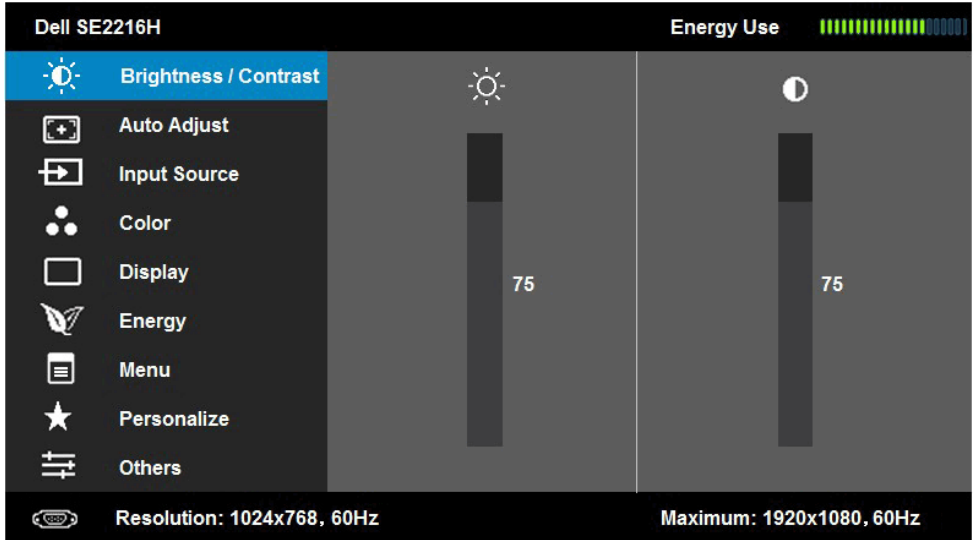 Dell SE2216H
Energy Use
Brightness / Contrast
Auto Adjust
Input Source
Color
Display
75
75
Energy
Menu
Personalize
Others
Resolution: 1024x768, 60Hz
Maximum: 1920x1080, 60Hz